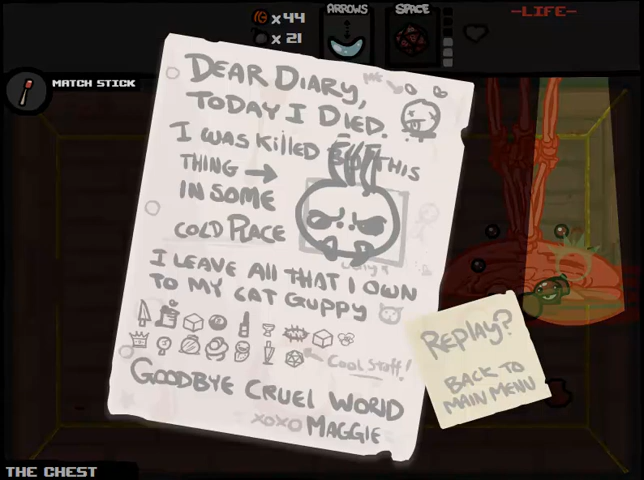 x44
x21
ARROWS
SPACE
-LIFE-
MATCH STICK
DEAR DIARY,
TODAY I DIED.
I WAS KILLED BY THIS
THING →
IN SOME
COLD PLACE
I LEAVE ALL THAT I OWN
TO MY CAT GUPPY
COOL STUFF!
GOODBYE CRUEL WORLD
XOXO MAGGIE
REPLAY?
BACK TO
MAIN MENU
THE CHEST